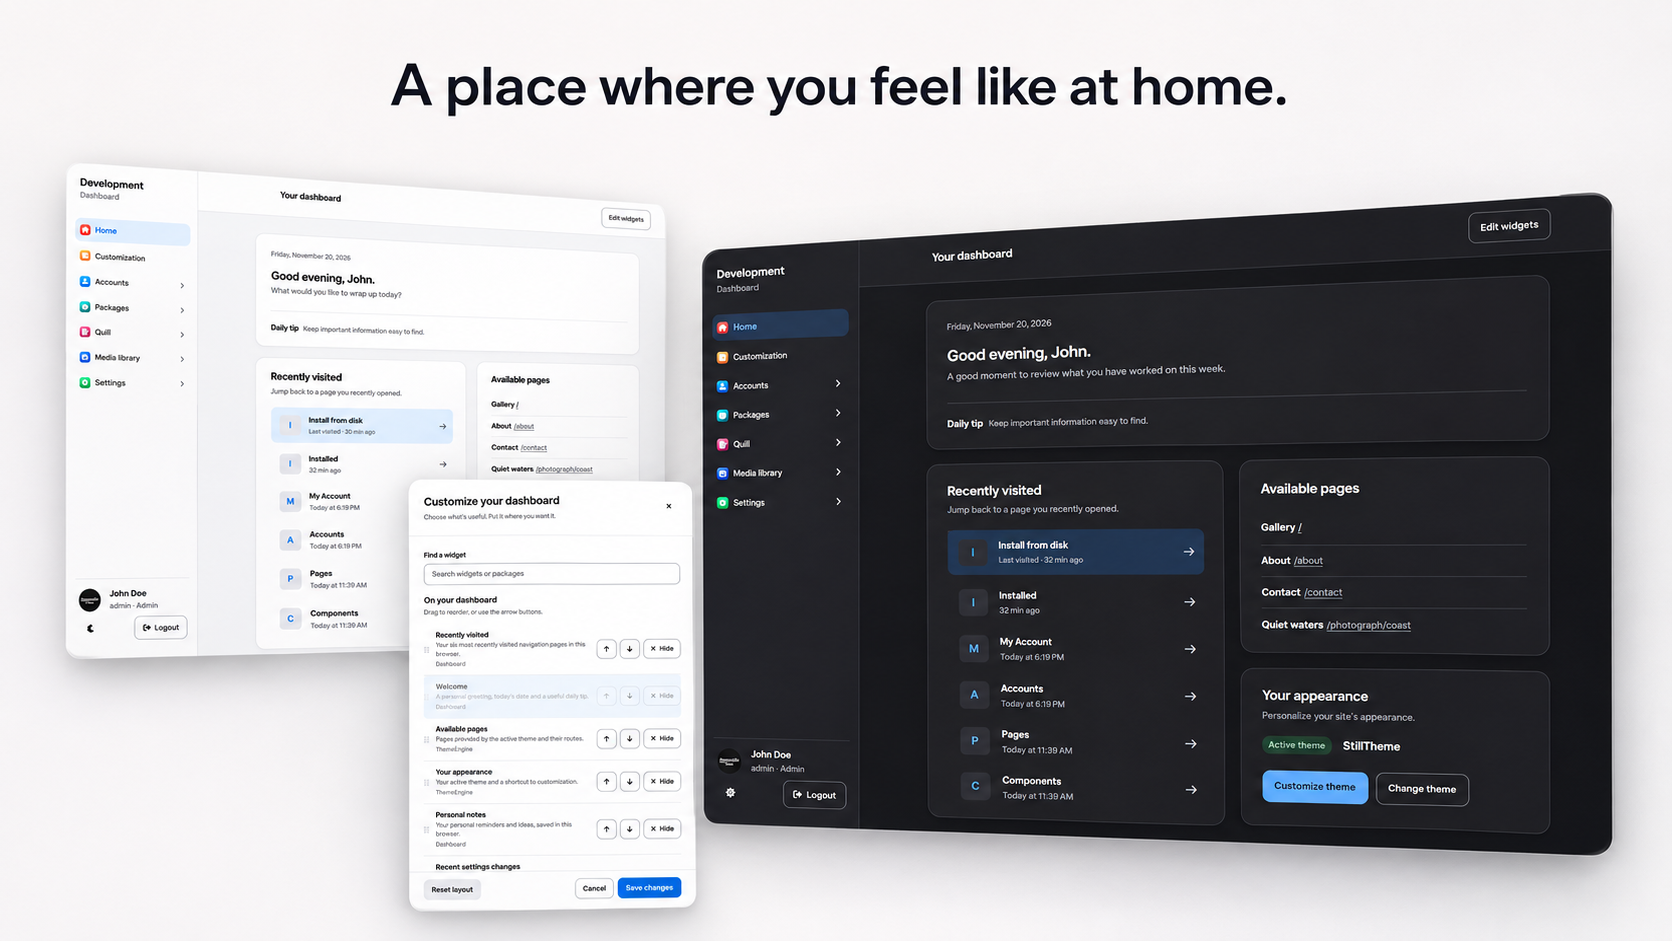 A place where you feel like at home.
Development
Dashboard
Home
Customization
Accounts
Packages
Quill
Media library
Settings
John Doe
admin · Admin
Logout
Your dashboard
Edit widgets
Friday, November 20, 2026
Good evening, John.
What would you like to wrap up today?
Daily tip Keep important information easy to find.
Recently visited
Jump back to a page you recently opened.
I
Install from disk
Last visited · 30 min ago
I
Installed
32 min ago
M
My Account
Today at 6:19 PM
A
Accounts
Today at 6:19 PM
P
Pages
Today at 11:39 AM
C
Components
Today at 11:39 AM
Available pages
Gallery /
About /about
Contact /contact
Quiet waters /photograph/coast
Customize your dashboard
Choose what's useful. Put it where you want it.
Find a widget
Search widgets or packages
On your dashboard
Drag to reorder, or use the arrow buttons.
Recently visited
Your six most recently visited navigation pages in this
browser.
Dashboard
Hide
Welcome
A personal greeting, today's date and a useful daily tip.
Dashboard
Hide
Available pages
Pages provided by the active theme and their routes.
ThemeEngine
Hide
Your appearance
Your active theme and a shortcut to customization.
ThemeEngine
Hide
Personal notes
Your personal reminders and ideas, saved in this
browser.
Dashboard
Hide
Recent settings changes
Reset layout
Cancel
Save changes
Development
Dashboard
Home
Customization
Accounts
Packages
Quill
Media library
Settings
John Doe
admin · Admin
Logout
Your dashboard
Edit widgets
Friday, November 20, 2026
Good evening, John.
A good moment to review what you have worked on this week.
Daily tip Keep important information easy to find.
Recently visited
Jump back to a page you recently opened.
I
Install from disk
Last visited · 32 min ago
I
Installed
32 min ago
M
My Account
Today at 6:19 PM
A
Accounts
Today at 6:19 PM
P
Pages
Today at 11:39 AM
C
Components
Today at 11:39 AM
Available pages
Gallery /
About /about
Contact /contact
Quiet waters /photograph/coast
Your appearance
Personalize your site's appearance.
Active theme StillTheme
Customize theme
Change theme